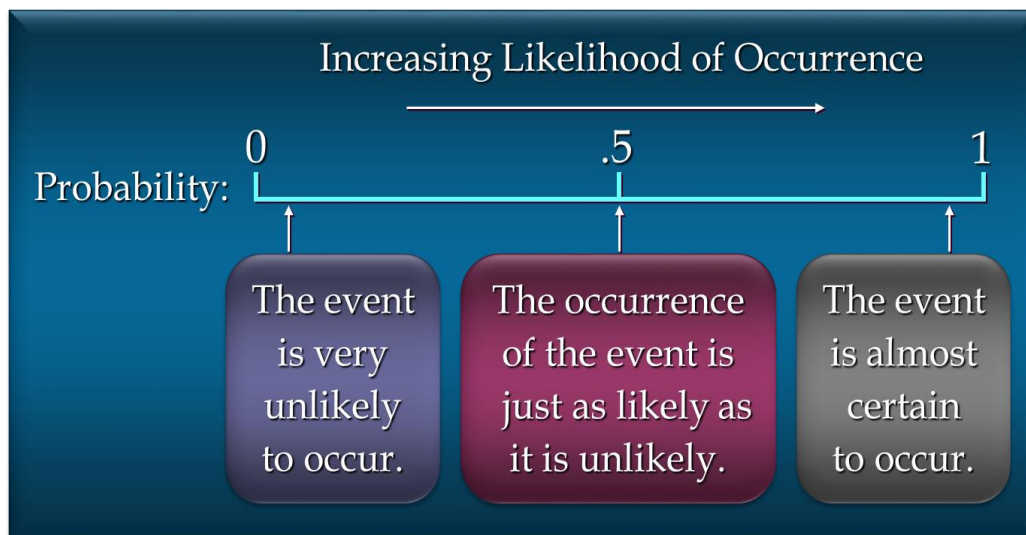 Increasing Likelihood of Occurrence
0
.5
1
Probability:
The event
is very
unlikely
to occur.
The occurrence
of the event is
just as likely as
it is unlikely.
The event
is almost
certain
to occur.